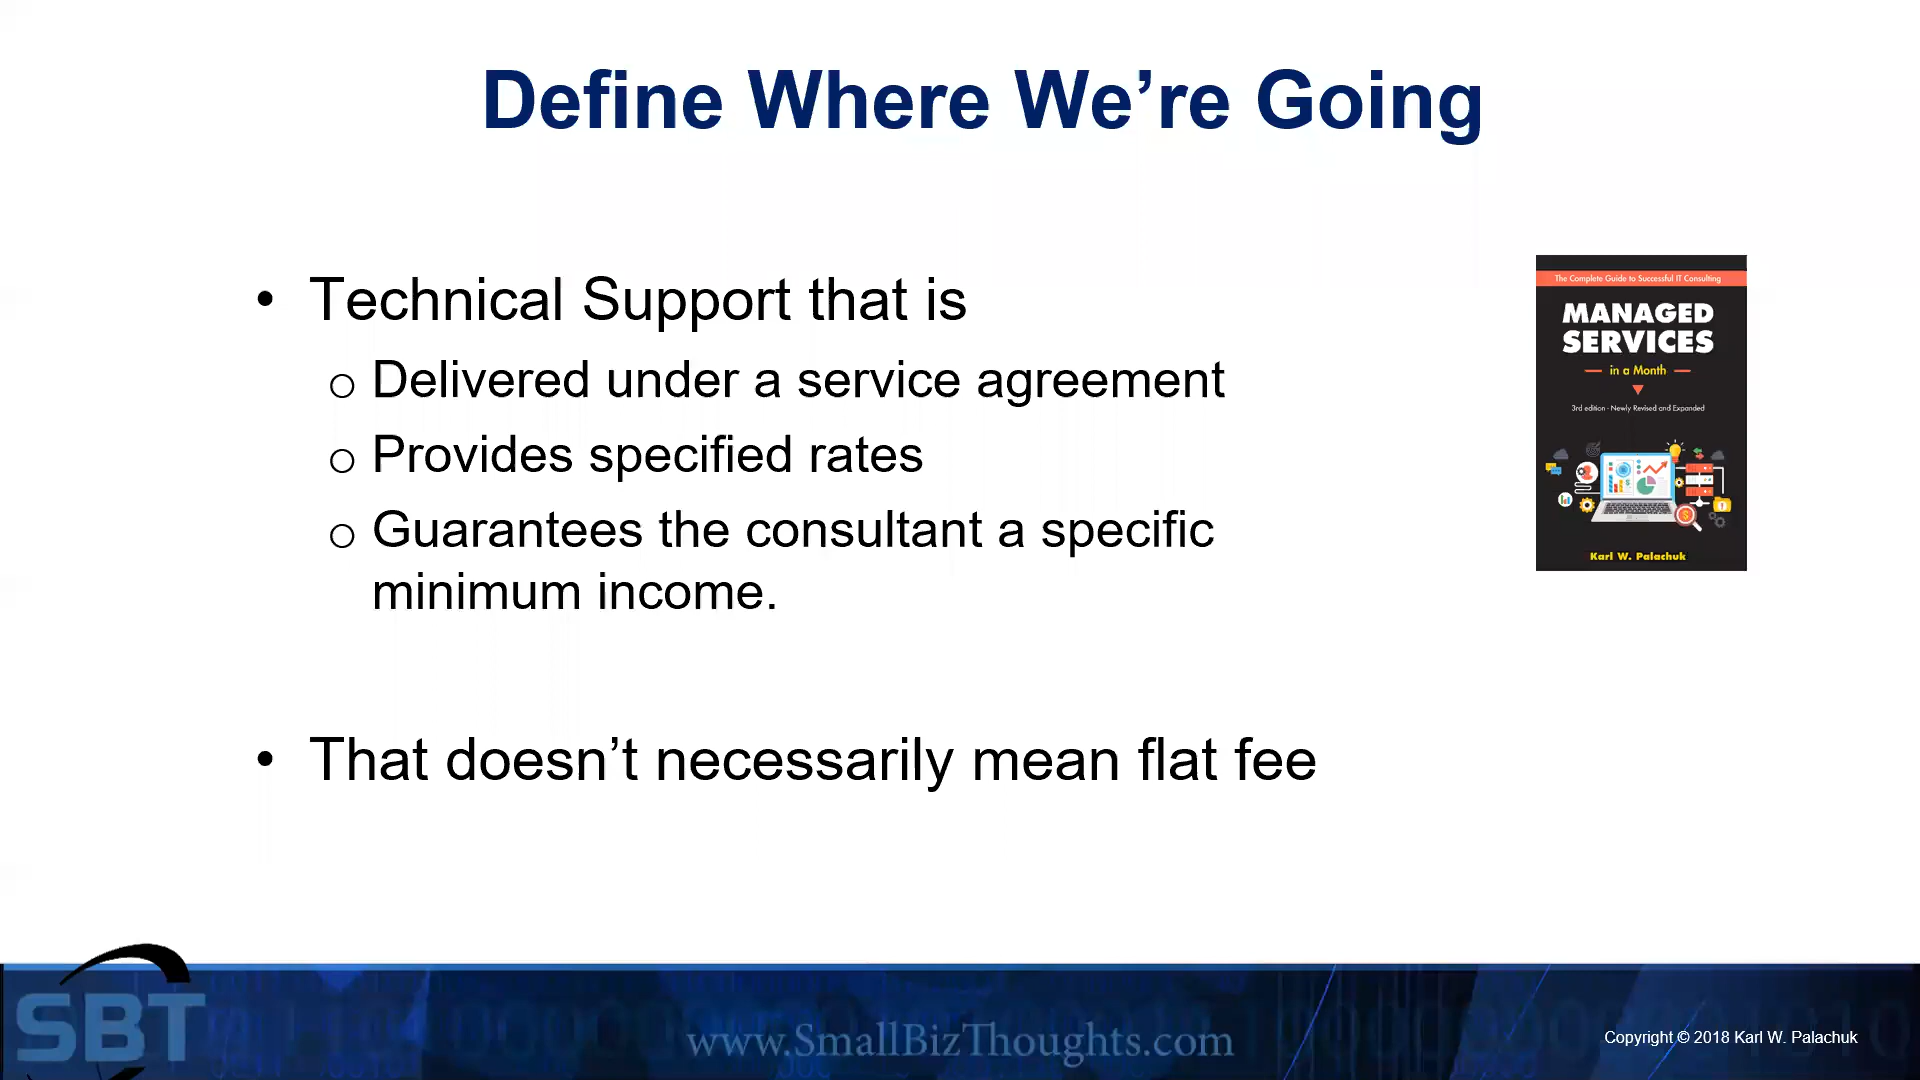 Define Where We’re Going
• Technical Support that is
o Delivered under a service agreement
o Provides specified rates
o Guarantees the consultant a specific
minimum income.
• That doesn’t necessarily mean flat fee
The Complete Guide to Successful IT Consulting
MANAGED
SERVICES
in a Month
3rd edition - Newly Revised and Expanded
Karl W. Palachuk
SBT
www.SmallBizThoughts.com
Copyright © 2018 Karl W. Palachuk